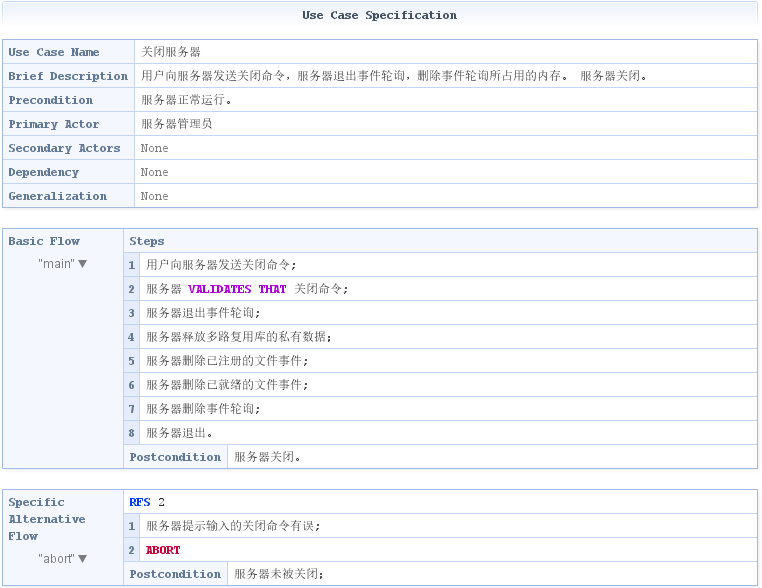 Use Case Specification
Use Case Name 关闭服务器
Brief Description 用户向服务器发送关闭命令，服务器退出事件轮询，删除事件轮询所占用的内存。 服务器关闭。
Precondition 服务器正常运行。
Primary Actor 服务器管理员
Secondary Actors None
Dependency None
Generalization None
Basic Flow Steps
"main" ▼
1 用户向服务器发送关闭命令;
2 服务器 VALIDATES THAT 关闭命令;
3 服务器退出事件轮询;
4 服务器释放多路复用库的私有数据;
5 服务器删除已注册的文件事件;
6 服务器删除已就绪的文件事件;
7 服务器删除事件轮询;
8 服务器退出。
Postcondition 服务器关闭。
Specific
Alternative
Flow
"abort" ▼
RFS 2
1 服务器提示输入的关闭命令有误;
2 ABORT
Postcondition 服务器未被关闭;